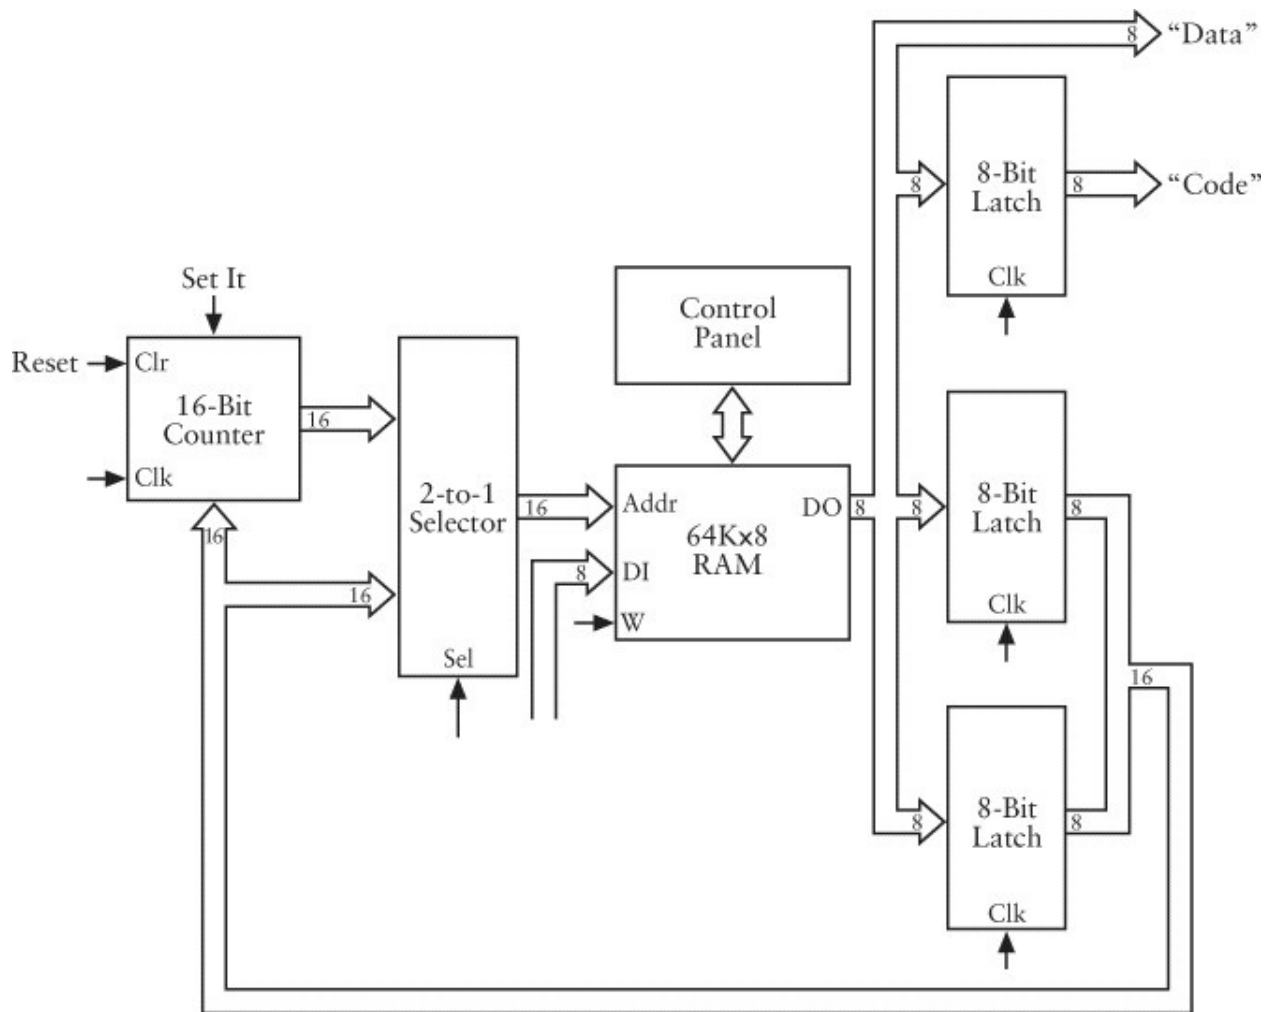 8
“Data”
8-Bit
Latch
Clk
8
8
“Code”
Set It
Reset
Clr
16-Bit
Counter
Clk
16
16
16
2-to-1
Selector
Sel
16
Control
Panel
Addr
DO
64Kx8
RAM
DI
8
W
8
8
8-Bit
Latch
Clk
8
16
8
8-Bit
Latch
Clk
8